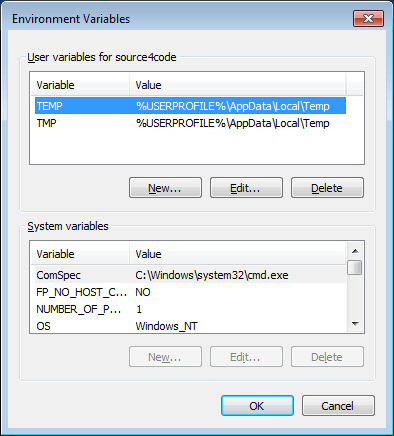 Environment Variables
User variables for source4code
Variable Value
TEMP %USERPROFILE%\AppData\Local\Temp
TMP %USERPROFILE%\AppData\Local\Temp
New... Edit... Delete
System variables
Variable Value
ComSpec C:\Windows\system32\cmd.exe
FP_NO_HOST_C... NO
NUMBER_OF_P... 1
OS Windows_NT
New... Edit... Delete
OK Cancel